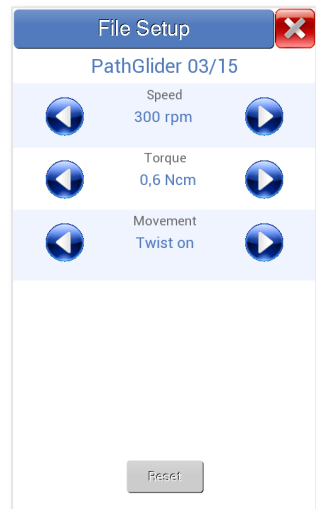 File Setup
PathGlider 03/15
Speed
300 rpm
Torque
0,6 Ncm
Movement
Twist on
Reset